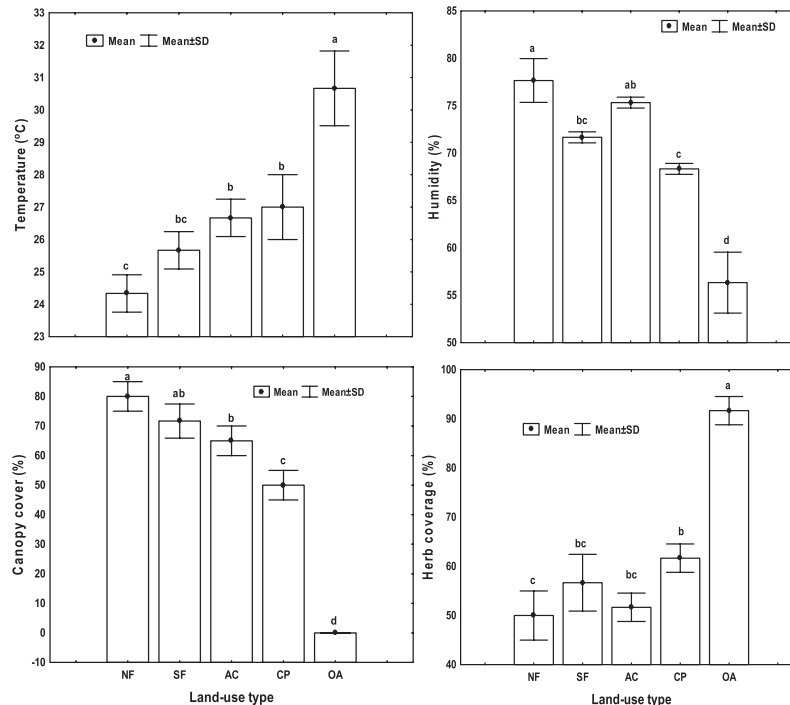 33
32
31
30
29
28
27
26
25
24
23
Temperature (°C)
Mean Mean±SD
c
bc
b
b
a
85
80
75
70
65
60
55
50
Humidity (%)
Mean Mean±SD
a
bc
ab
c
d
90
80
70
60
50
40
30
20
10
0
-10
Canopy cover (%)
Mean Mean±SD
a
ab
b
c
d
NF SF AC CP OA
Land-use type
100
90
80
70
60
50
40
Herb coverage (%)
Mean Mean±SD
c
bc
bc
b
a
NF SF AC CP OA
Land-use type